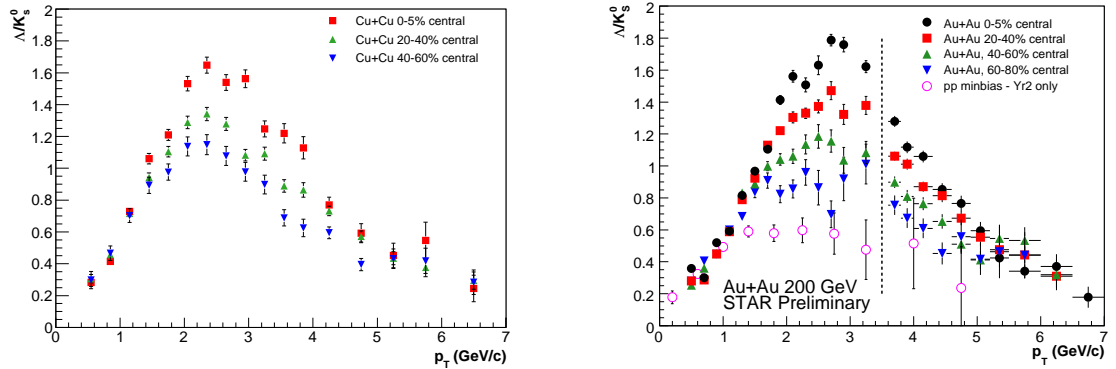 Λ/K⁰ₛ
2
1.8
1.6
1.4
1.2
1
0.8
0.6
0.4
0.2
0
0 1 2 3 4 5 6 7
p_T (GeV/c)
Cu+Cu 0-5% central
Cu+Cu 20-40% central
Cu+Cu 40-60% central
Λ/K⁰ₛ
2
1.8
1.6
1.4
1.2
1
0.8
0.6
0.4
0.2
0
0 1 2 3 4 5 6 7
p_T (GeV/c)
Au+Au 0-5% central
Au+Au 20-40% central
Au+Au, 40-60% central
Au+Au, 60-80% central
pp minbias - Yr2 only
Au+Au 200 GeV
STAR Preliminary